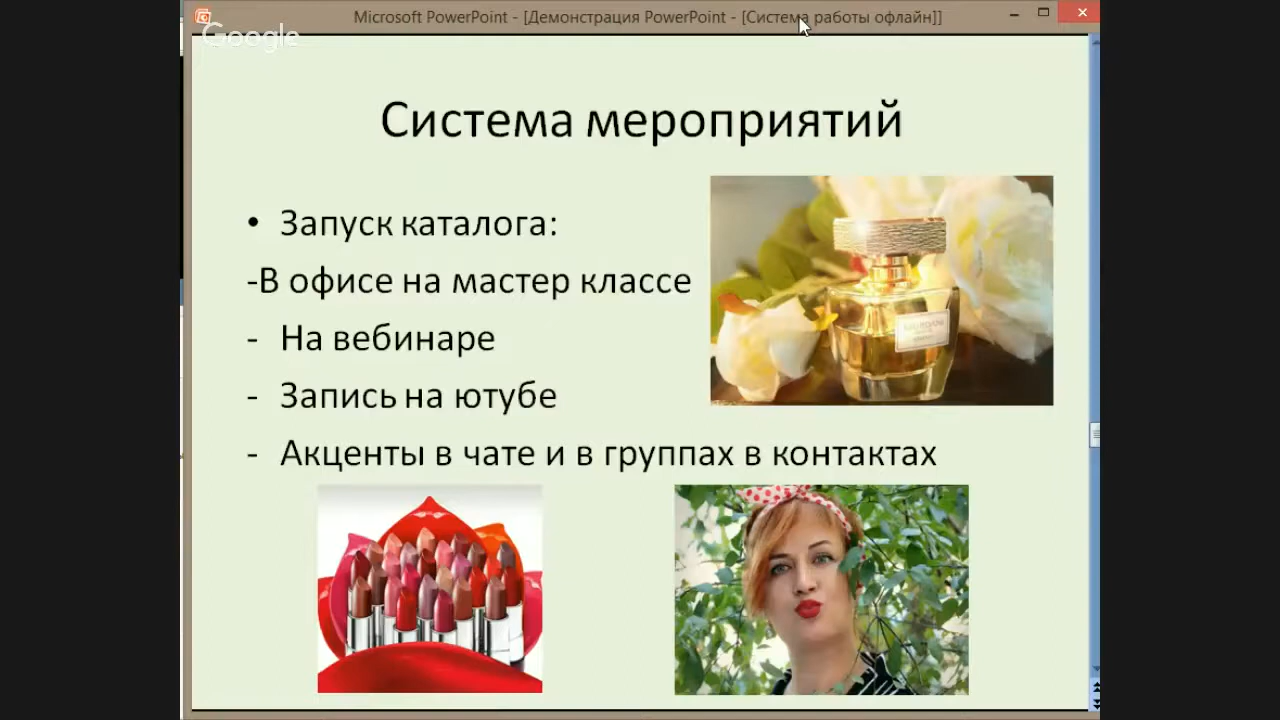 Microsoft PowerPoint - [Демонстрация PowerPoint - [Система работы офлайн]]
Google
Система мероприятий
• Запуск каталога:
-В офисе на мастер классе
- На вебинаре
- Запись на ютубе
- Акценты в чате и в группах в контактах